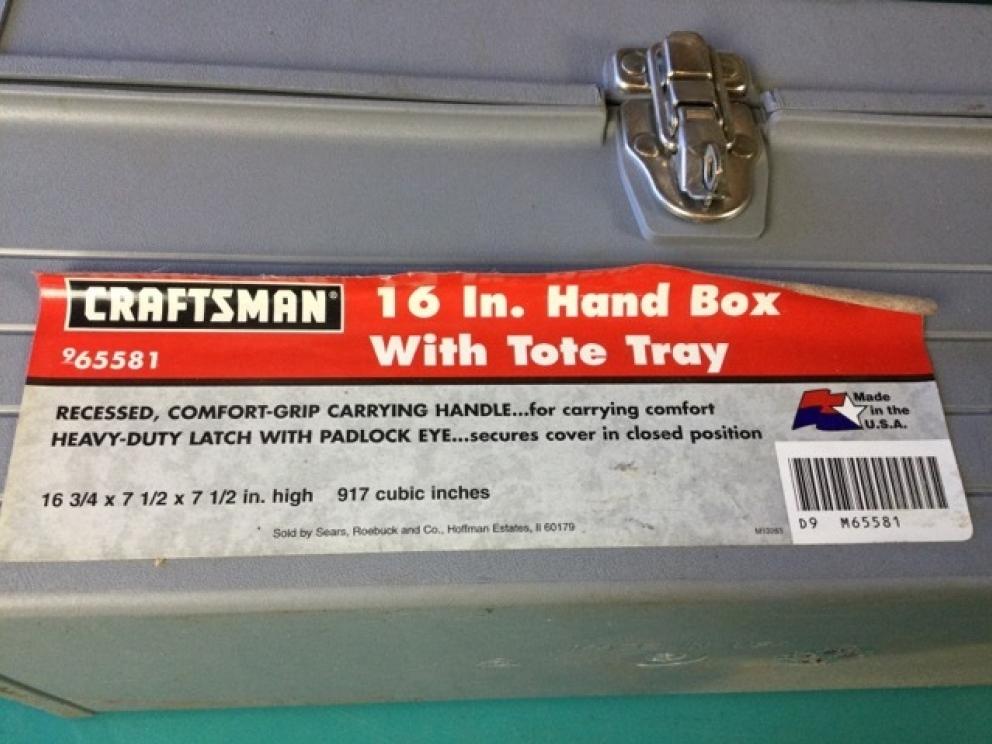 CRAFTSMAN®
16 In. Hand Box
With Tote Tray
965581
RECESSED, COMFORT-GRIP CARRYING HANDLE...for carrying comfort
HEAVY-DUTY LATCH WITH PADLOCK EYE...secures cover in closed position
Made
in the
U.S.A.
16 3/4 x 7 1/2 x 7 1/2 in. high 917 cubic inches
Sold by Sears, Roebuck and Co., Hoffman Estates, Il 60179
D9 M65581